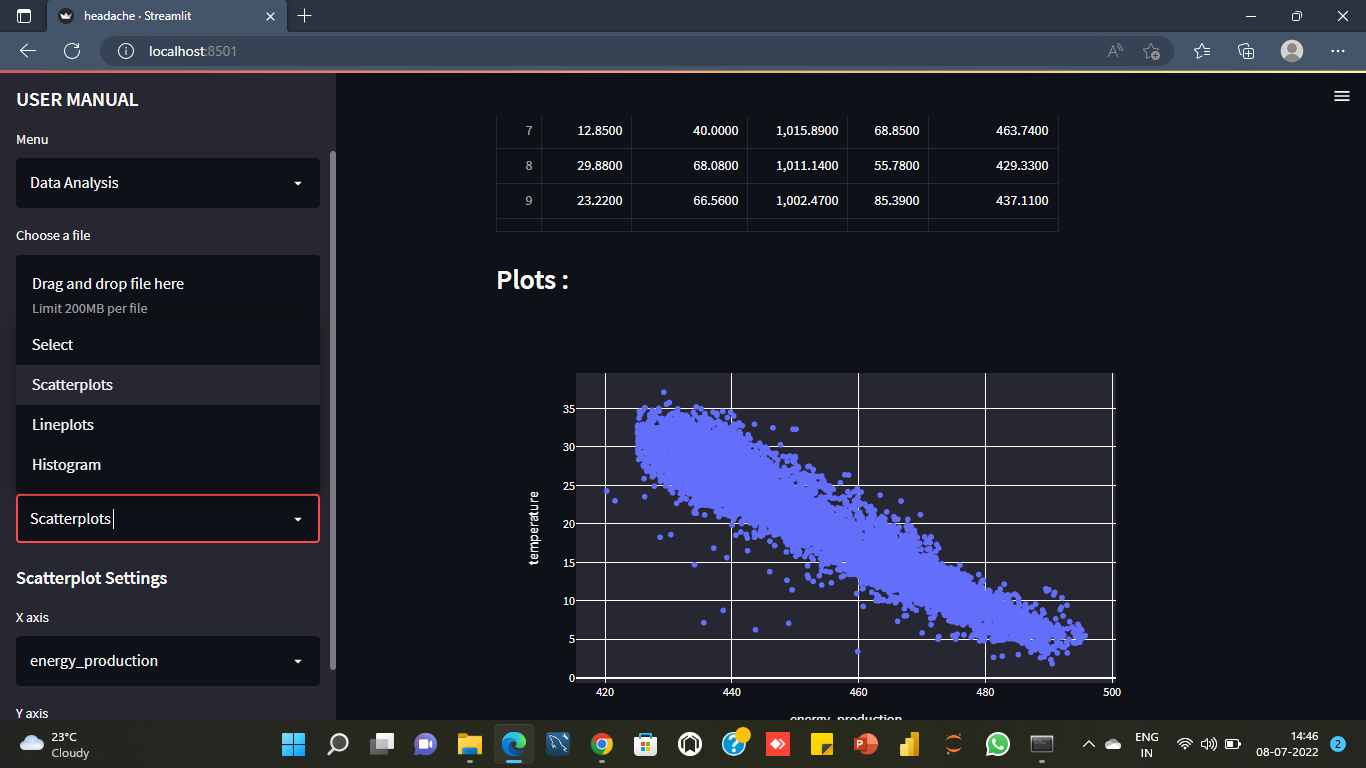 headache · Streamlit
localhost:8501
USER MANUAL
Menu
Data Analysis
Choose a file
Drag and drop file here
Limit 200MB per file
Select
Scatterplots
Lineplots
Histogram
Scatterplots
Scatterplot Settings
X axis
energy_production
Y axis
7 12.8500 40.0000 1,015.8900 68.8500 463.7400
8 29.8800 68.0800 1,011.1400 55.7800 429.3300
9 23.2200 66.5600 1,002.4700 85.3900 437.1100
Plots :
temperature
35
30
25
20
15
10
5
0
420 440 460 480 500
energy_production
23°C
Cloudy
ENG
IN
14:46
08-07-2022
2